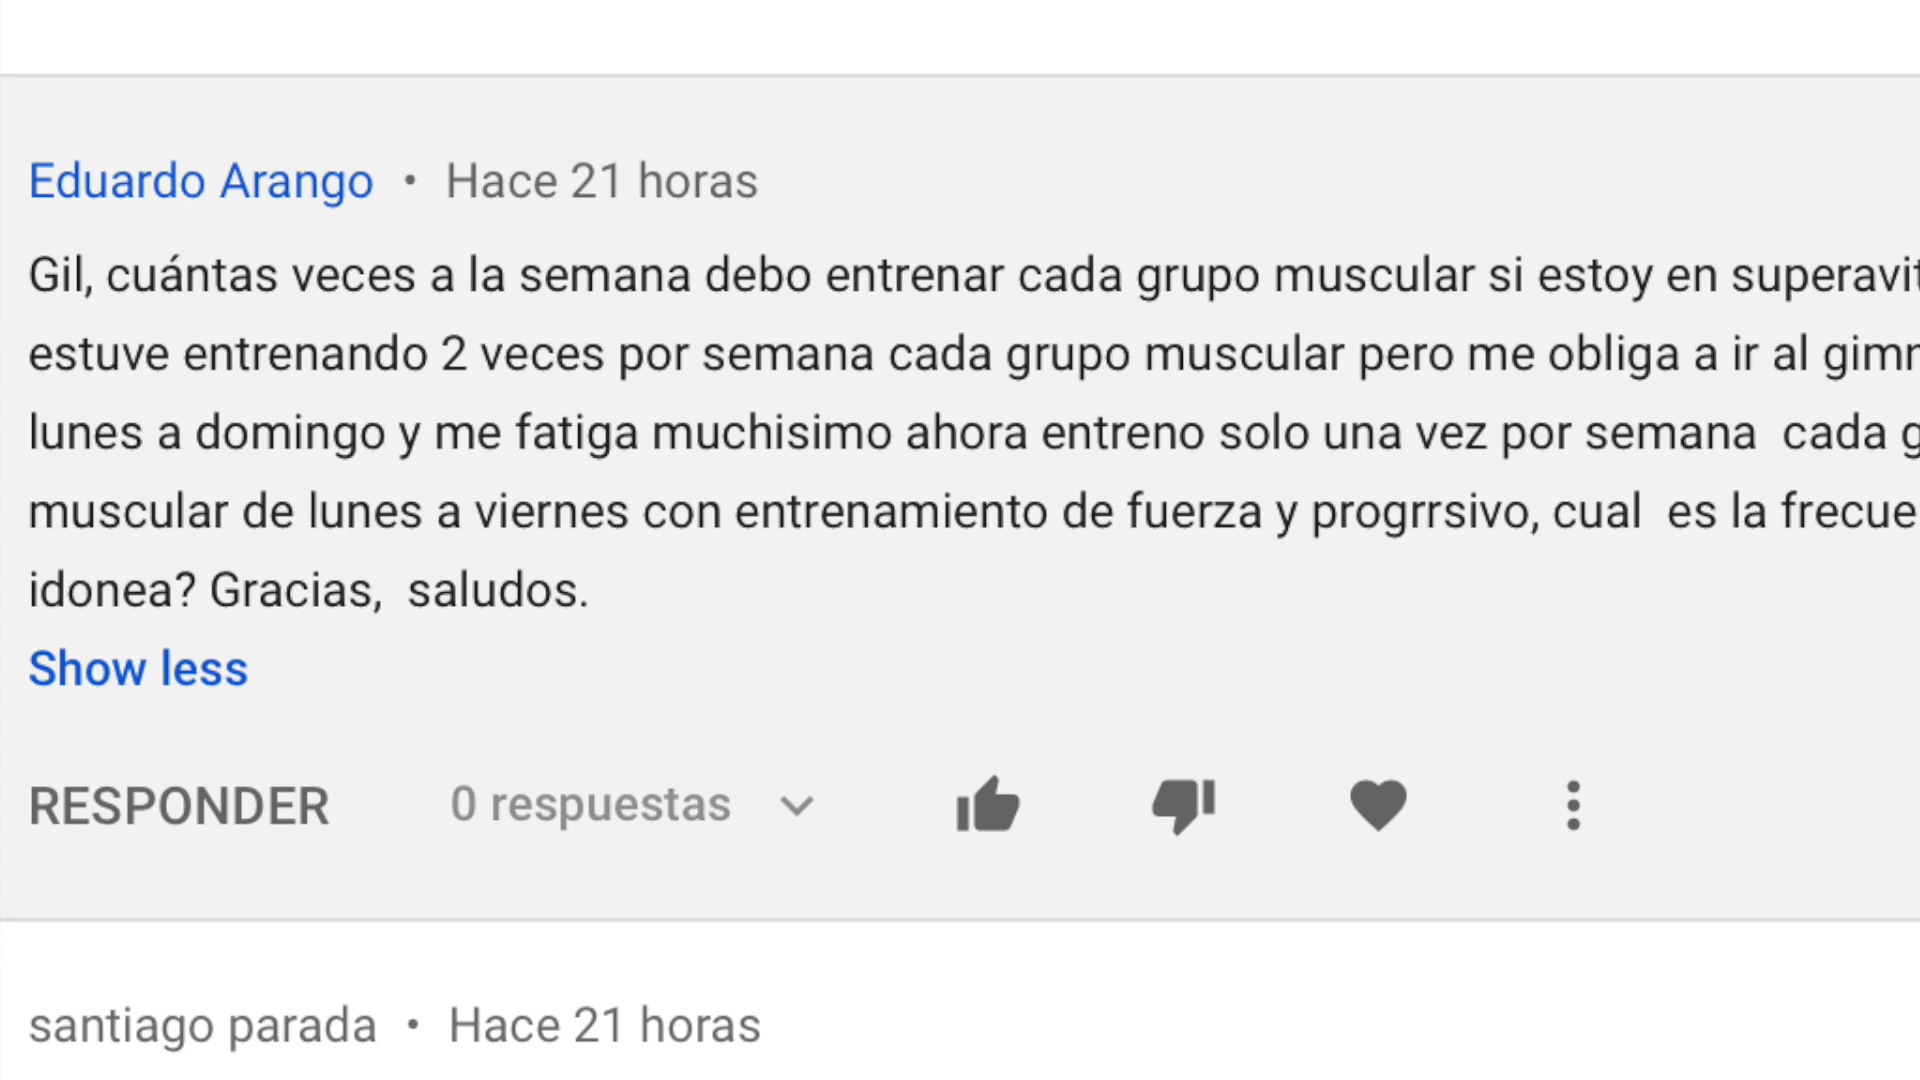 Eduardo Arango • Hace 21 horas
Gil, cuántas veces a la semana debo entrenar cada grupo muscular si estoy en superavit
estuve entrenando 2 veces por semana cada grupo muscular pero me obliga a ir al
lunes a domingo y me fatiga muchisimo ahora entreno solo una vez por semana  cada
muscular de lunes a viernes con entrenamiento de fuerza y progrrsivo, cual  es la
idonea? Gracias,  saludos.
Show less
RESPONDER 0 respuestas
santiago parada • Hace 21 horas